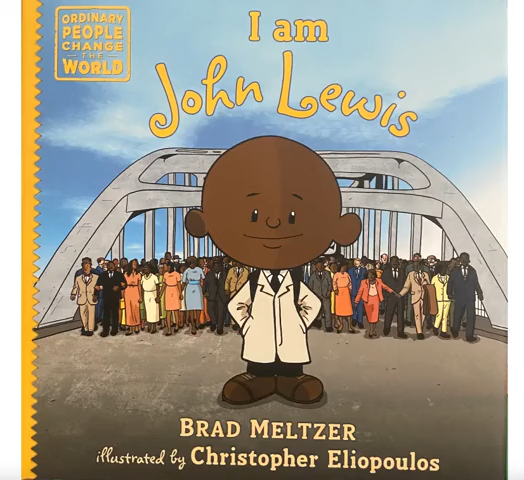 ORDINARY
PEOPLE
CHANGE
THE
WORLD
I am
John Lewis
BRAD MELTZER
illustrated by Christopher Eliopoulos